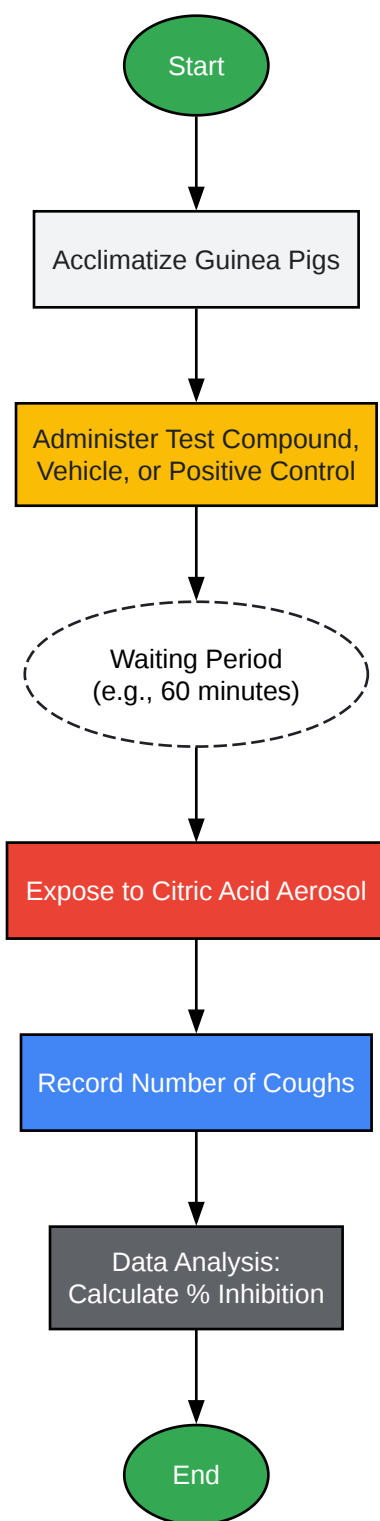 Start
Acclimatize Guinea Pigs
Administer Test Compound,
Vehicle, or Positive Control
Waiting Period
(e.g., 60 minutes)
Expose to Citric Acid Aerosol
Record Number of Coughs
Data Analysis:
Calculate % Inhibition
End